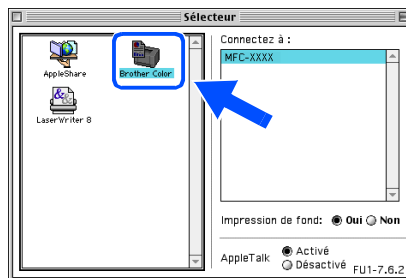 Sélecteur
AppleShare
Brother Color
LaserWriter 8
Connectez à :
MFC-XXXX
Impression de fond: Oui Non
AppleTalk
Activé
Désactivé
FU1-7.6.2